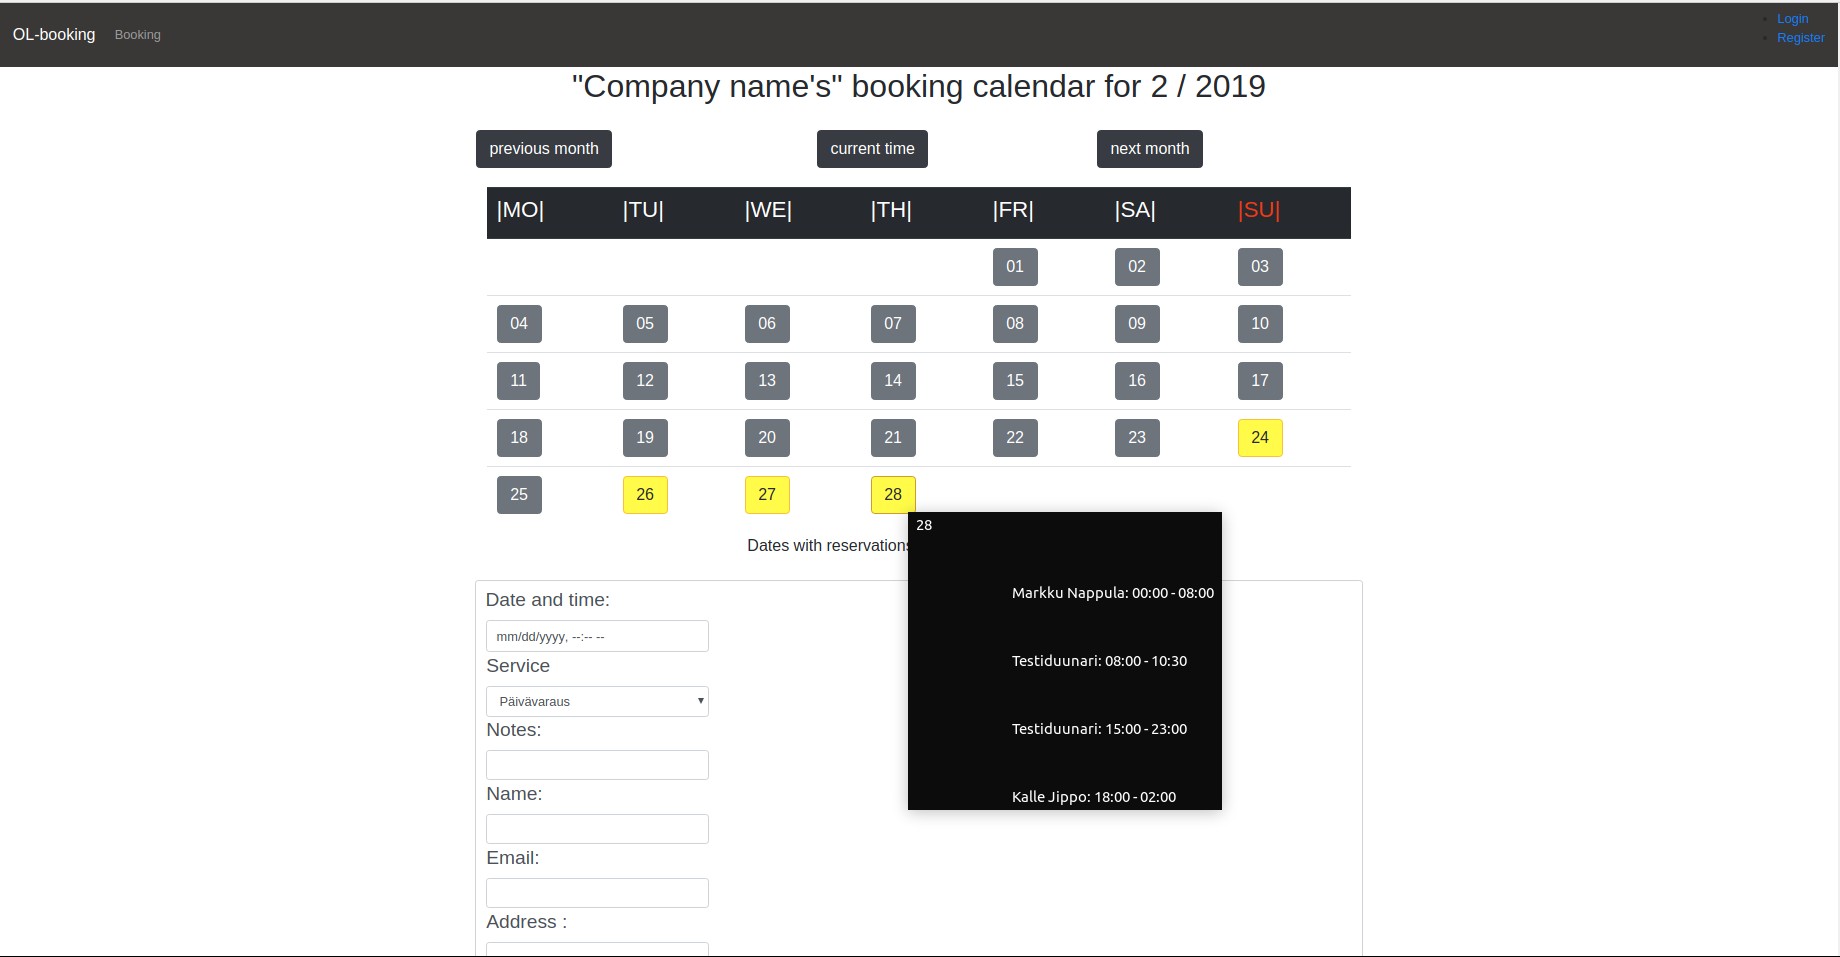 OL-booking Booking
Login
Register
"Company name's" booking calendar for 2 / 2019
previous month current time next month
|MO| |TU| |WE| |TH| |FR| |SA| |SU|
01 02 03
04 05 06 07 08 09 10
11 12 13 14 15 16 17
18 19 20 21 22 23 24
25 26 27 28
28
Markku Nappula: 00:00 - 08:00
Testiduunari: 08:00 - 10:30
Testiduunari: 15:00 - 23:00
Kalle Jippo: 18:00 - 02:00
Dates with reservations
Date and time:
mm/dd/yyyy, --:-- --
Service
Päivävaraus
Notes:
Name:
Email:
Address :